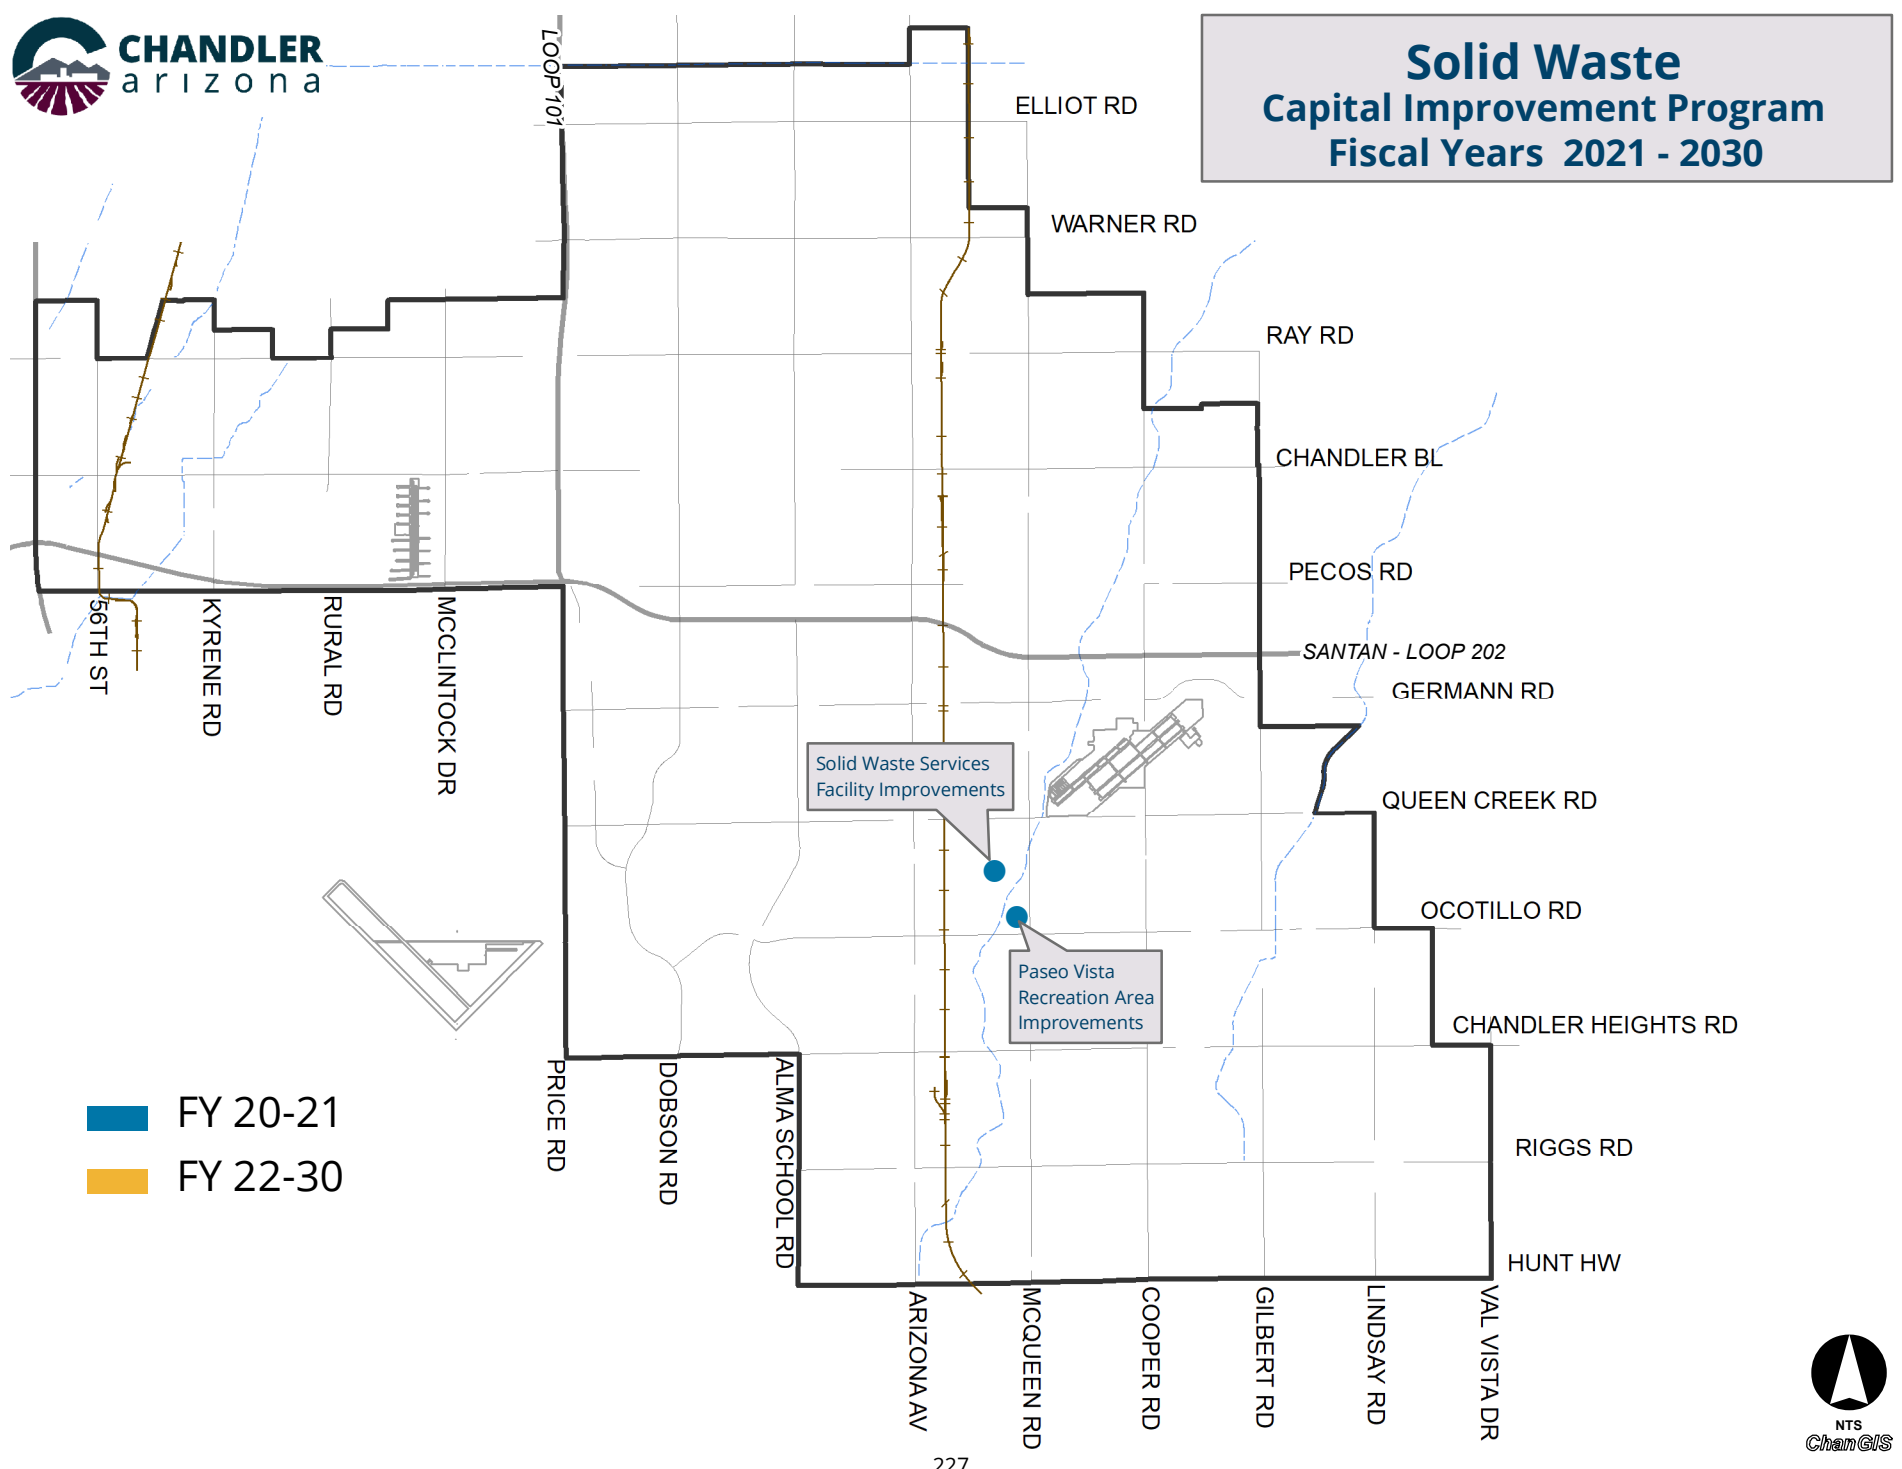 CHANDLER
arizona
Solid Waste
Capital Improvement Program
Fiscal Years 2021 - 2030
LOOP 101
ELLIOT RD
WARNER RD
RAY RD
CHANDLER BL
PECOS RD
SANTAN - LOOP 202
GERMANN RD
QUEEN CREEK RD
OCOTILLO RD
CHANDLER HEIGHTS RD
RIGGS RD
HUNT HW
56TH ST
KYRENE RD
RURAL RD
MCCLINTOCK DR
Solid Waste Services
Facility Improvements
Paseo Vista
Recreation Area
Improvements
FY 20-21
FY 22-30
PRICE RD
DOBSON RD
ALMA SCHOOL RD
ARIZONA AV
MCQUEEN RD
COOPER RD
GILBERT RD
LINDSAY RD
VAL VISTA DR
NTS
ChanGIS
227